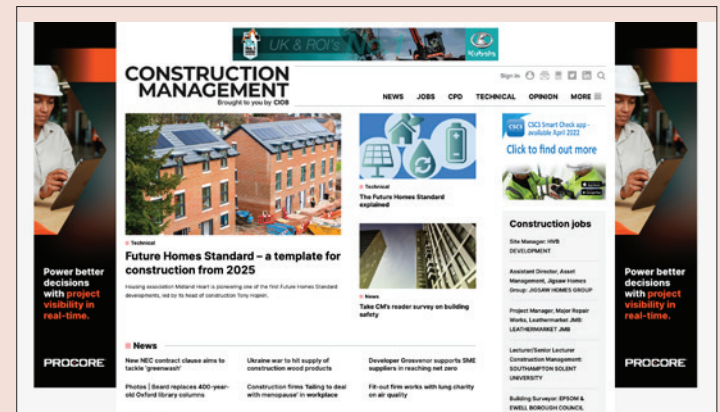 UK & ROI's
Kubota
CONSTRUCTION
MANAGEMENT
Brought to you by CIOB
Sign in
NEWS JOBS CPD TECHNICAL OPINION MORE
Technical
Future Homes Standard – a template for
construction from 2025
Housing association Midland Heart is pioneering one of the first Future Homes Standard
developments, led by its head of construction Tony Hopkin.
Technical
The Future Homes Standard
explained
News
Take CM's reader survey on building
safety
CSCS
CSCS Smart Check app -
available April 2022
Click to find out more
Construction jobs
Site Manager: HVB
DEVELOPMENT
Assistant Director, Asset
Management, Jigsaw Homes
Group: JIGSAW HOMES GROUP
Project Manager, Major Repair
Works, Leathermarket JMB:
LEATHERMARKET JMB
Lecturer/Senior Lecturer
Construction Management:
SOUTHAMPTON SOLENT
UNIVERSITY
Building Surveyor: EPSOM &
EWELL BOROUGH COUNCIL
News
New NEC contract clause aims to
tackle 'greenwash'
Ukraine war to hit supply of
construction wood products
Developer Grosvenor supports SME
suppliers in reaching net zero
Photos | Beard replaces 400-year-
old Oxford library columns
Construction firms 'failing to deal
with menopause' in workplace
Fit-out firm works with lung charity
on air quality
Power better
decisions
with project
visibility in
real-time.
PROCORE
Power better
decisions
with project
visibility in
real-time.
PROCORE